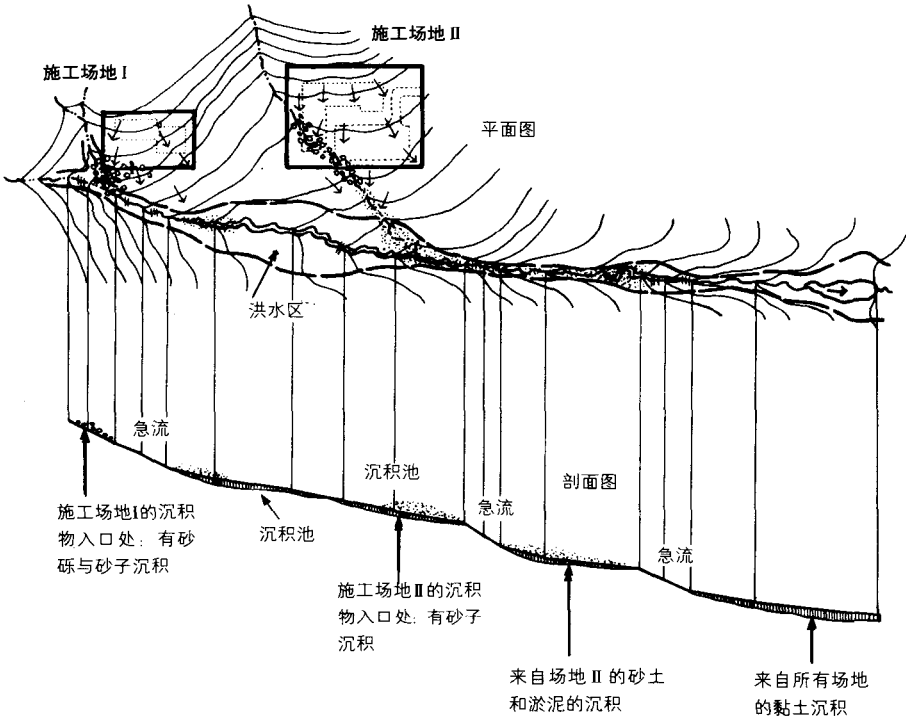 施工场地Ⅱ
施工场地Ⅰ
平面图
洪水区
急流
沉积池
剖面图
急流
沉积池
急流
施工场地Ⅰ的沉积
物入口处：有砂
砾与砂子沉积
施工场地Ⅱ的沉积
物入口处：有砂子
沉积
来自场地Ⅱ的砂土
和淤泥的沉积
来自所有场地
的黏土沉积